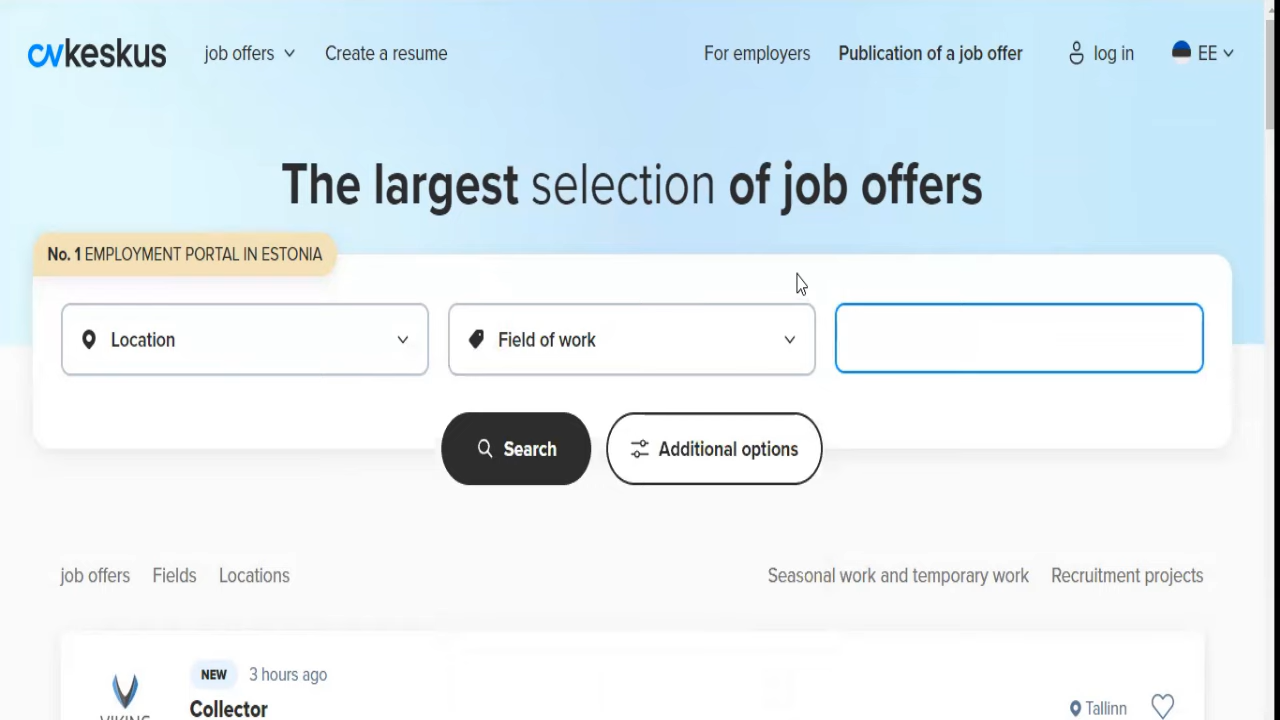 cvkeskus job offers Create a resume For employers Publication of a job offer log in EE
The largest selection of job offers
No. 1 EMPLOYMENT PORTAL IN ESTONIA
Location Field of work
Search Additional options
job offers Fields Locations Seasonal work and temporary work Recruitment projects
NEW 3 hours ago
VIKING Collector Tallinn